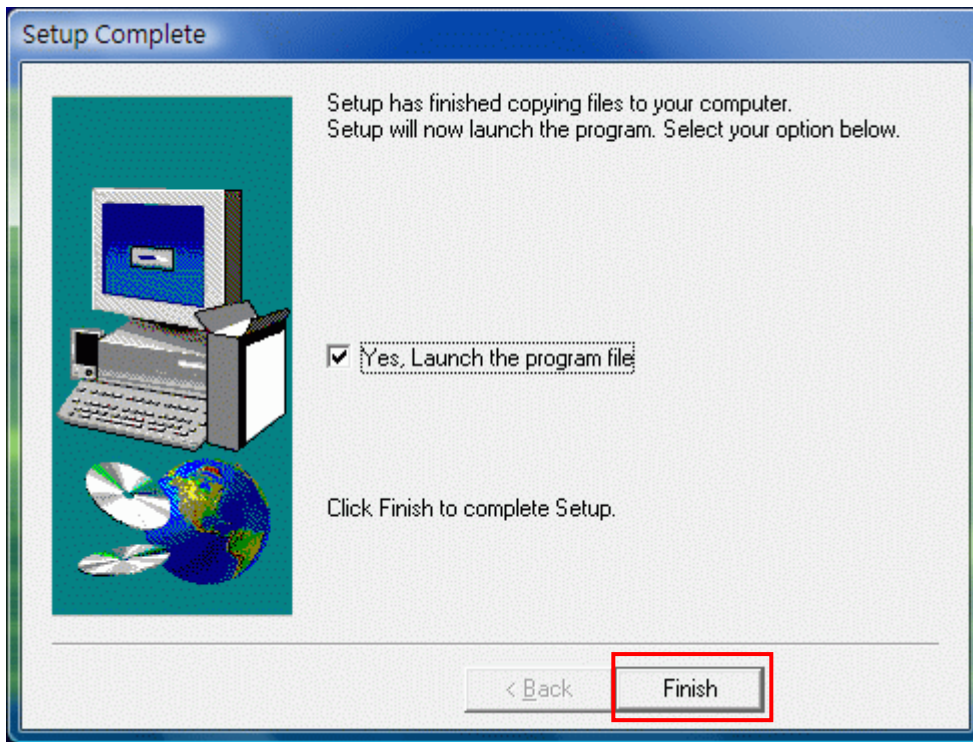 Setup Complete
Setup has finished copying files to your computer.
Setup will now launch the program. Select your option below.
Yes, Launch the program file
Click Finish to complete Setup.
< Back
Finish